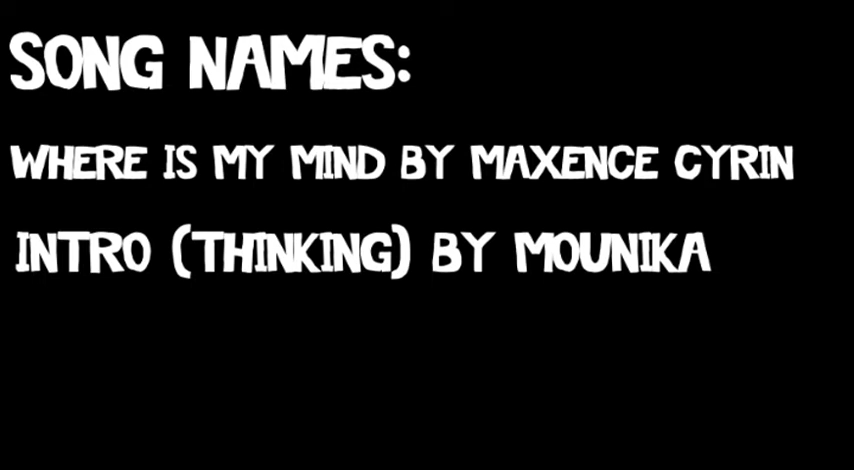 SONG NAMES:
WHERE IS MY MIND BY MAXENCE CYRIN
INTRO (THINKING) BY MOUNIKA